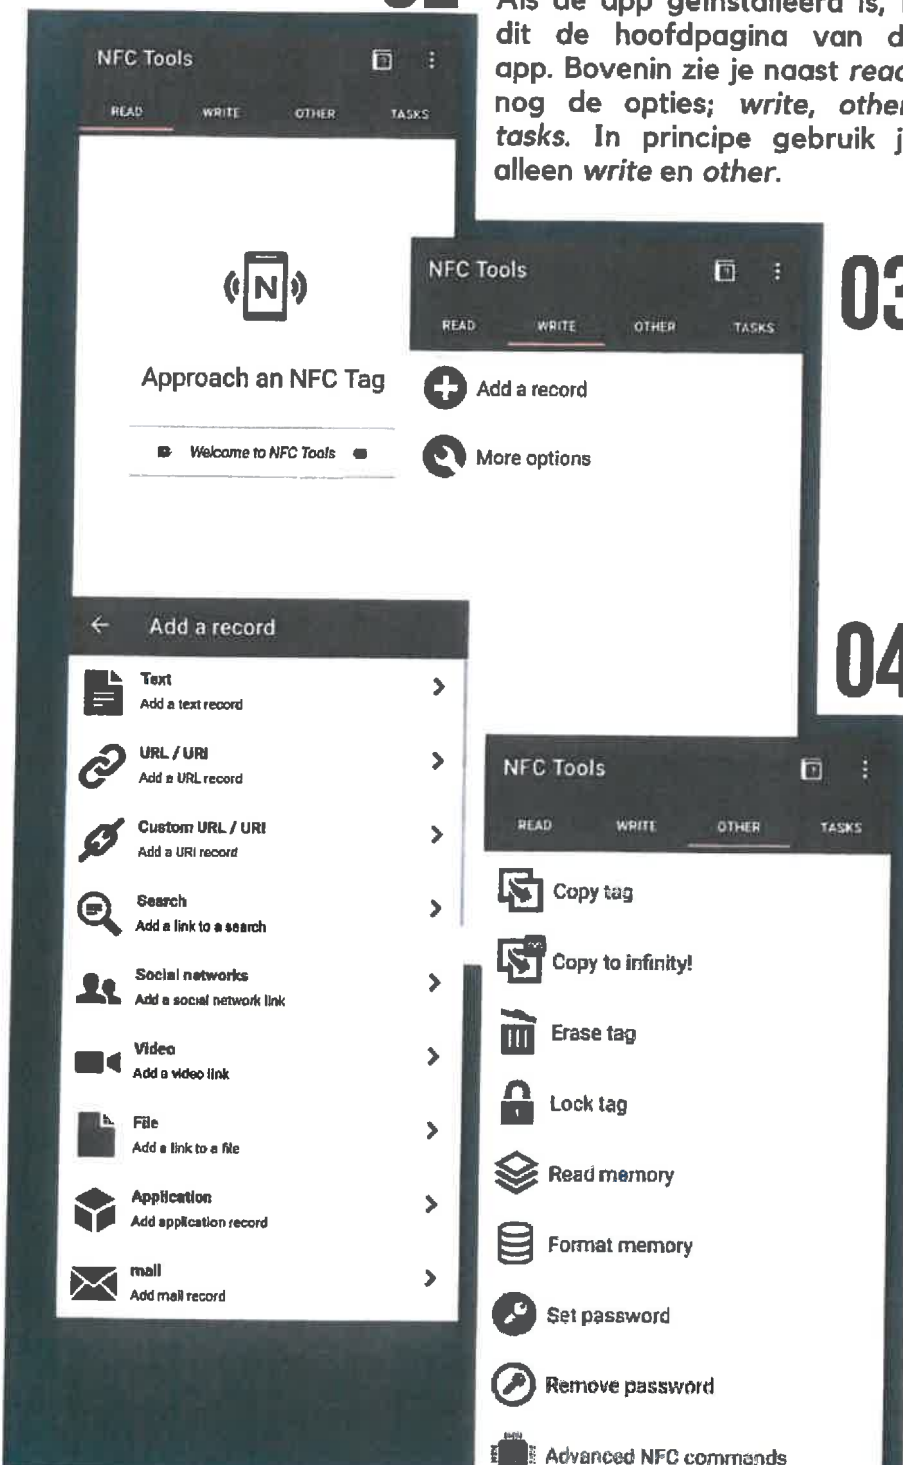 Als de app geïnstalleerd is,
dit de hoofdpagina van
app. Bovenin zie je naast read
nog de opties; write, other
tasks. In principe gebruik
alleen write en other.
NFC Tools
READ WRITE OTHER TASKS
Approach an NFC Tag
Welcome to NFC Tools
03
NFC Tools
READ WRITE OTHER TASKS
Add a record
More options
04
Add a record
Text
Add a text record
URL / URI
Add a URL record
Custom URL / URI
Add a URI record
Search
Add a link to a search
Social networks
Add a social network link
Video
Add a video link
File
Add a link to a file
Application
Add application record
mail
Add mail record
NFC Tools
READ WRITE OTHER TASKS
Copy tag
Copy to infinity!
Erase tag
Lock tag
Read memory
Format memory
Set password
Remove password
Advanced NFC commands